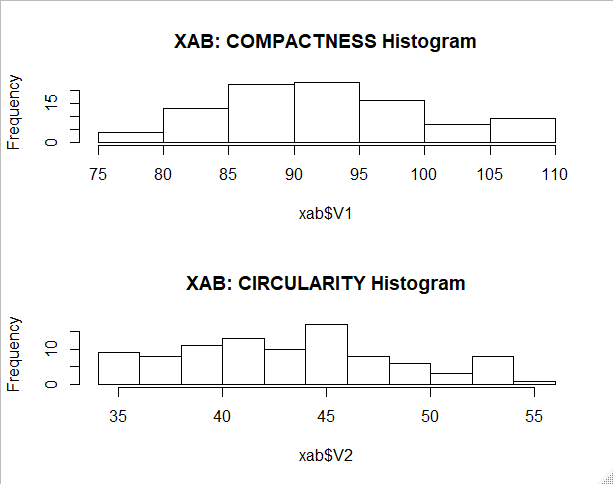 XAB: COMPACTNESS Histogram
Frequency
15
0
75 80 85 90 95 100 105 110
xab$V1
XAB: CIRCULARITY Histogram
Frequency
10
0
35 40 45 50 55
xab$V2